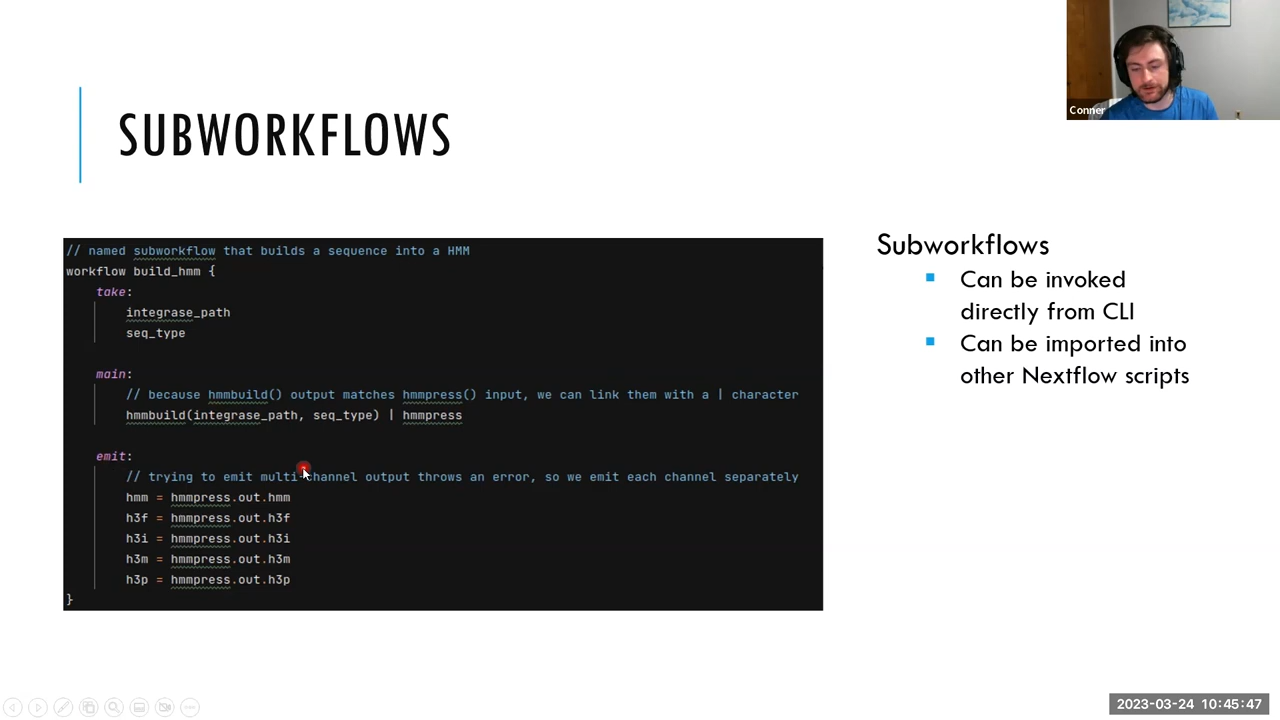 Conner
SUBWORKFLOWS
// named subworkflow that builds a sequence into a HMM
workflow build_hmm {
take:
integrase_path
seq_type
main:
// because hmmbuild() output matches hmmpress() input, we can link them with a | character
hmmbuild(integrase_path, seq_type) | hmmpress
emit:
// trying to emit multi-channel output throws an error, so we emit each channel separately
hmm = hmmpress.out.hmm
h3f = hmmpress.out.h3f
h3i = hmmpress.out.h3i
h3m = hmmpress.out.h3m
h3p = hmmpress.out.h3p
}
Subworkflows
Can be invoked
directly from CLI
Can be imported into
other Nextflow scripts
2023-03-24 10:45:47